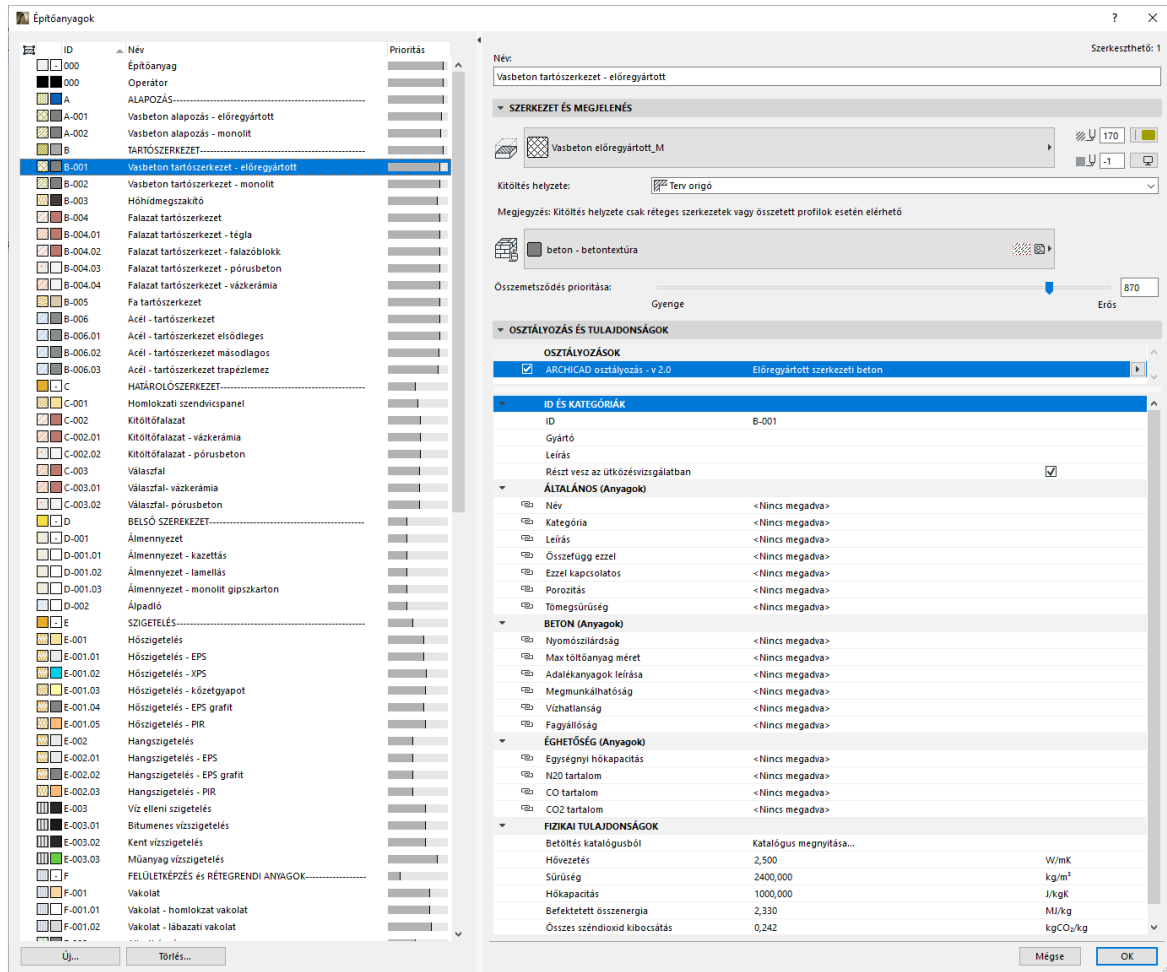 Építőanyagok
? ×
ID Név Prioritás
000 Építőanyag
000 Operátor
A ALAPOZÁS----------------------------------------------------------
A-001 Vasbeton alapozás - előregyártott
A-002 Vasbeton alapozás - monolit
B TARTÓSZERKEZET--------------------------------------------------
B-001 Vasbeton tartószerkezet - előregyártott
B-002 Vasbeton tartószerkezet - monolit
B-003 Hőhídmegszakító
B-004 Falazat tartószerkezet
B-004.01 Falazat tartószerkezet - tégla
B-004.02 Falazat tartószerkezet - falazóblokk
B-004.03 Falazat tartószerkezet - pórusbeton
B-004.04 Falazat tartószerkezet - vázkerámia
B-005 Fa tartószerkezet
B-006 Acél - tartószerkezet
B-006.01 Acél - tartószerkezet elsődleges
B-006.02 Acél - tartószerkezet másodlagos
B-006.03 Acél - tartószerkezet trapézlemez
C HATÁROLÓSZERKEZET--------------------------------------------
C-001 Homlokzati szendvicspanel
C-002 Kitöltőfalazat
C-002.01 Kitöltőfalazat - vázkerámia
C-002.02 Kitöltőfalazat - pórusbeton
C-003 Válaszfal
C-003.01 Válaszfal- vázkerámia
C-003.02 Válaszfal- pórusbeton
D BELSŐ SZEREKEZET-----------------------------------------------
D-001 Álmennyezet
D-001.01 Álmennyezet - kazettás
D-001.02 Álmennyezet - lamellás
D-001.03 Álmennyezet - monolit gipszkarton
D-002 Álpadló
E SZIGETELÉS---------------------------------------------------------
E-001 Hőszigetelés
E-001.01 Hőszigetelés - EPS
E-001.02 Hőszigetelés - XPS
E-001.03 Hőszigetelés - kőzetgyapot
E-001.04 Hőszigetelés - EPS grafit
E-001.05 Hőszigetelés - PIR
E-002 Hangszigetelés
E-002.01 Hangszigetelés - EPS
E-002.02 Hangszigetelés - EPS grafit
E-002.03 Hangszigetelés - PIR
E-003 Víz elleni szigetelés
E-003.01 Bitumenes vízszigetelés
E-003.02 Kent vízszigetelés
E-003.03 Műanyag vízszigetelés
F FELÜLETKÉPZÉS és RÉTEGRENDI ANYAGOK------------------
F-001 Vakolat
F-001.01 Vakolat - homlokzat vakolat
F-001.02 Vakolat - lábazati vakolat
Új... Törlés...
Szerkeszthető: 1
Név:
Vasbeton tartószerkezet - előregyártott
SZERKEZET ÉS MEGJELENÉS
Vasbeton előregyártott_M
170
-1
Kitöltés helyzete: Terv origó
Megjegyzés: Kitöltés helyzete csak réteges szerkezetek vagy összetett profilok esetén elérhető
beton - betontextúra
Összemetsződés prioritása: 870
Gyenge Erős
OSZTÁLYOZÁS ÉS TULAJDONSÁGOK
OSZTÁLYOZÁSOK
ARCHICAD osztályozás - v 2.0 Előregyártott szerkezeti beton
ID ÉS KATEGÓRIÁK
ID B-001
Gyártó
Leírás
Részt vesz az ütközésvizsgálatban
ÁLTALÁNOS (Anyagok)
Név <Nincs megadva>
Kategória <Nincs megadva>
Leírás <Nincs megadva>
Összefügg ezzel <Nincs megadva>
Ezzel kapcsolatos <Nincs megadva>
Porozitás <Nincs megadva>
Tömegsűrűség <Nincs megadva>
BETON (Anyagok)
Nyomószilárdság <Nincs megadva>
Max töltőanyag méret <Nincs megadva>
Adalékanyagok leírása <Nincs megadva>
Megmunkálhatóság <Nincs megadva>
Vízhatlanság <Nincs megadva>
Fagyállóság <Nincs megadva>
ÉGHETŐSÉG (Anyagok)
Egységnyi hőkapacitás <Nincs megadva>
N20 tartalom <Nincs megadva>
CO tartalom <Nincs megadva>
CO2 tartalom <Nincs megadva>
FIZIKAI TULAJDONSÁGOK
Betöltés katalógusból Katalógus megnyitása...
Hővezetés 2,500 W/mK
Sűrűség 2400,000 kg/m³
Hőkapacitás 1000,000 J/kgK
Befektetett összenergia 2,330 MJ/kg
Összes széndioxid kibocsátás 0,242 kgCO₂/kg
Mégse OK